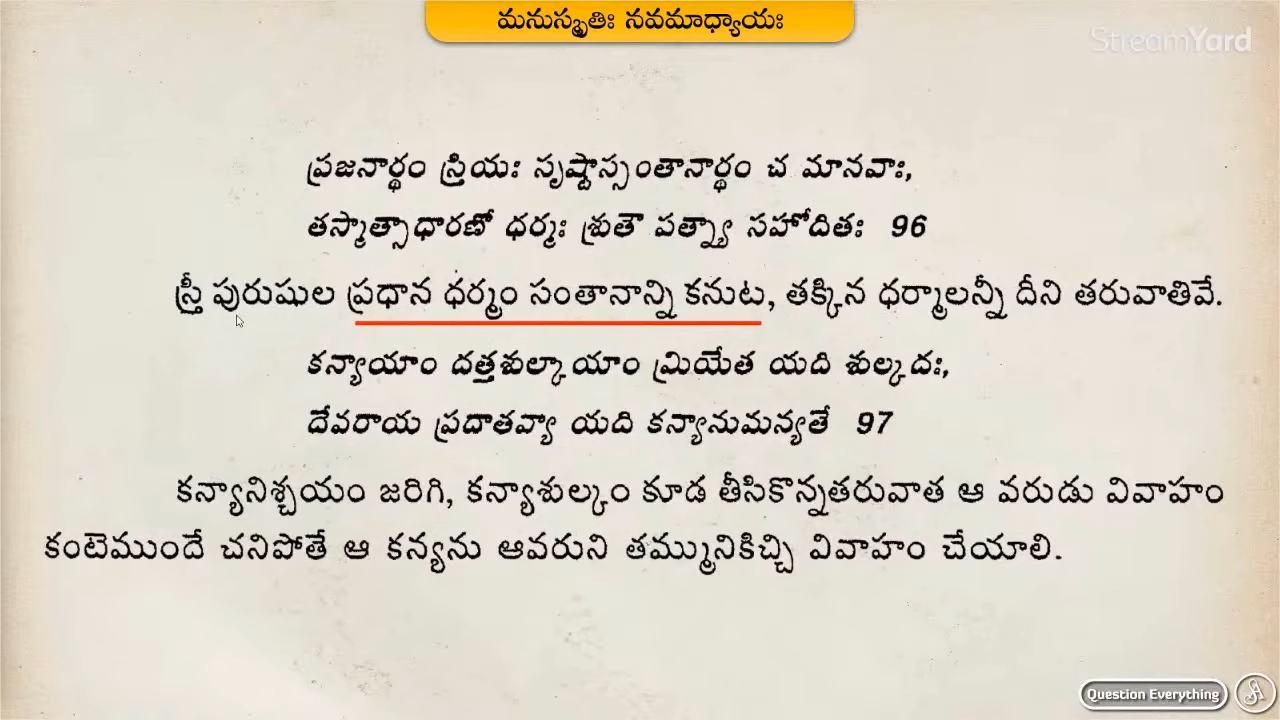 మనుస్మృతిః నవమాధ్యాయః
StreamYard
ప్రజనార్థం స్త్రియః సృష్టాస్సంతానార్థం చ మానవాః,
తస్మాత్సాధారణో ధర్మః శ్రుతౌ పత్న్యా సహోదితః 96
స్త్రీ పురుషుల ప్రధాన ధర్మం సంతానాన్ని కనుట, తక్కిన ధర్మాలన్నీ దీని తరువాతివే.
కన్యాయాం దత్తశుల్కాయాం మ్రియేత యది శుల్కదః,
దేవరాయ ప్రదాతవ్యా యది కన్యానుమన్యతే 97
కన్యానిశ్చయం జరిగి, కన్యాశుల్కం కూడ తీసికొన్నతరువాత ఆ వరుడు వివాహం
కంటెముందే చనిపోతే ఆ కన్యను ఆవరుని తమ్మునికిచ్చి వివాహం చేయాలి.
Question Everything